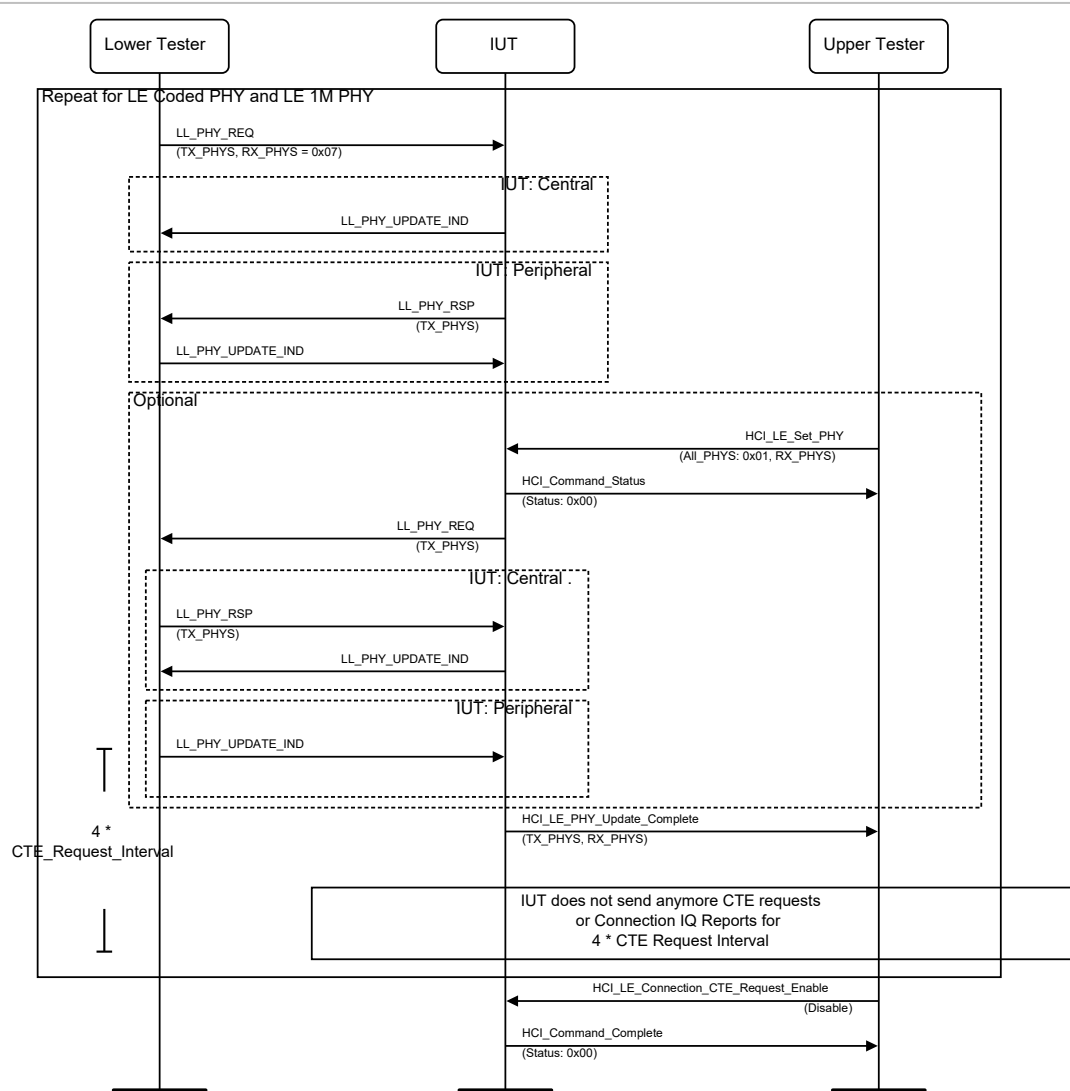 Lower Tester
IUT
Upper Tester
Repeat for LE Coded PHY and LE 1M PHY
LL_PHY_REQ
(TX_PHYS, RX_PHYS = 0x07)
IUT: Central
LL_PHY_UPDATE_IND
IUT: Peripheral
LL_PHY_RSP
(TX_PHYS)
LL_PHY_UPDATE_IND
Optional
HCI_LE_Set_PHY
(All_PHYS: 0x01, RX_PHYS)
HCI_Command_Status
(Status: 0x00)
LL_PHY_REQ
(TX_PHYS)
IUT: Central .
LL_PHY_RSP
(TX_PHYS)
LL_PHY_UPDATE_IND
IUT: Peripheral
LL_PHY_UPDATE_IND
HCI_LE_PHY_Update_Complete
(TX_PHYS, RX_PHYS)
4 *
CTE_Request_Interval
IUT does not send anymore CTE requests
or Connection IQ Reports for
4 * CTE Request Interval
HCI_LE_Connection_CTE_Request_Enable
(Disable)
HCI_Command_Complete
(Status: 0x00)